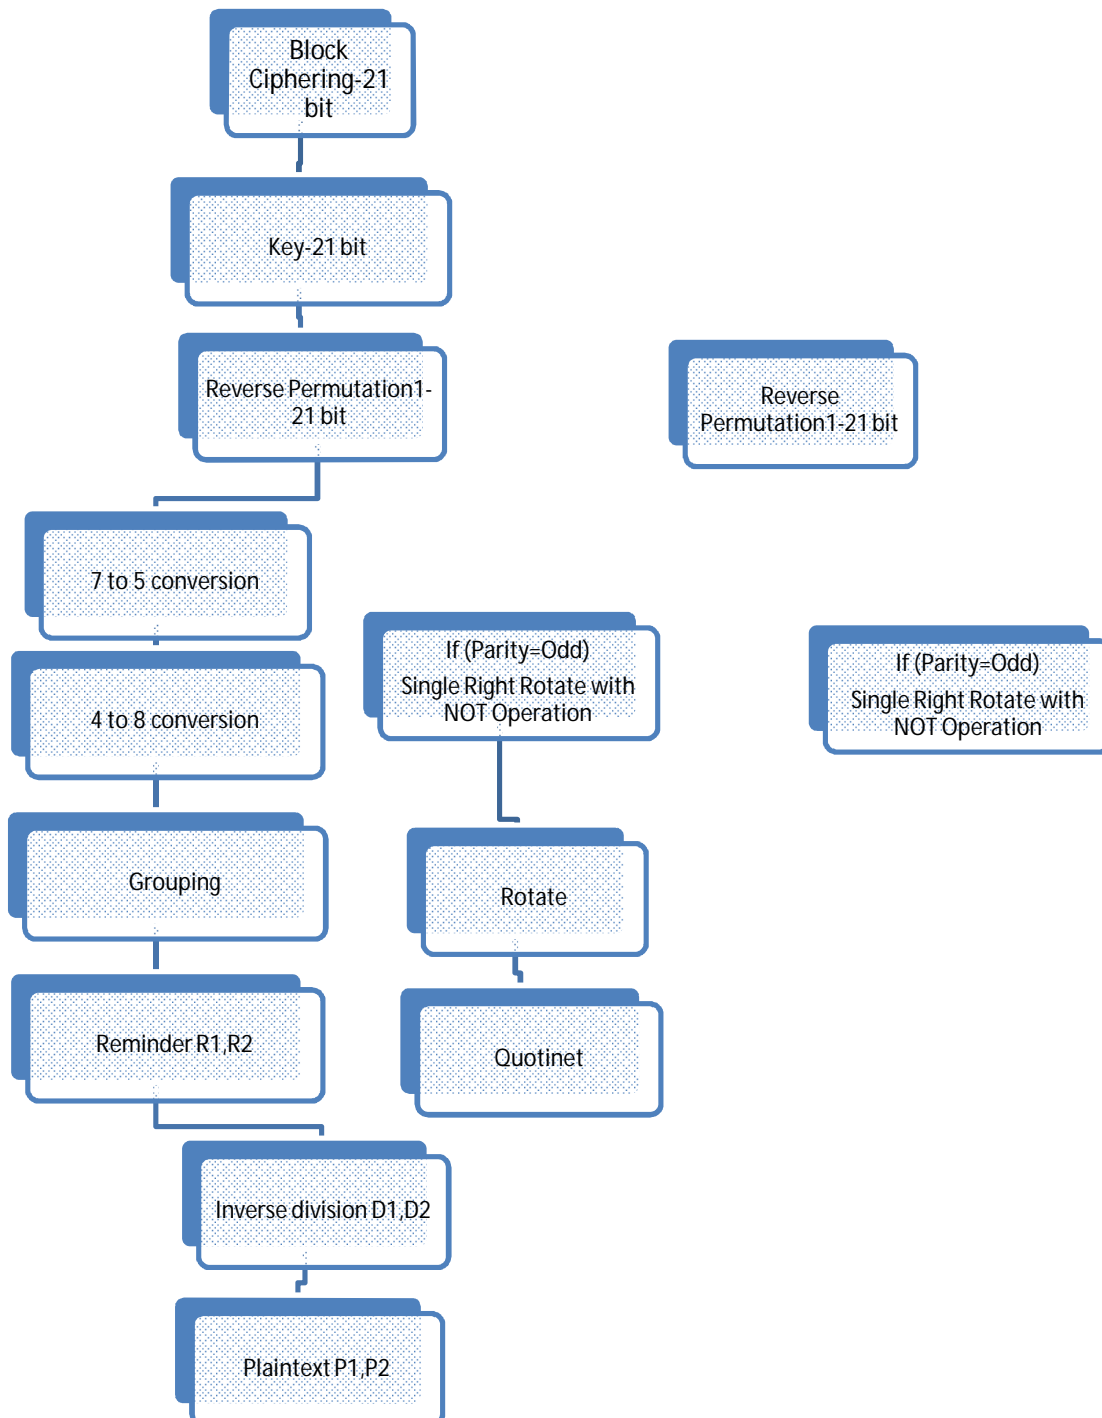 Block
Ciphering-21
bit
Key-21 bit
Reverse Permutation1-
21 bit
Reverse
Permutation1-21 bit
7 to 5 conversion
If (Parity=Odd)
Single Right Rotate with
NOT Operation
If (Parity=Odd)
Single Right Rotate with
NOT Operation
4 to 8 conversion
Grouping
Rotate
Reminder R1,R2
Quotinet
Inverse division D1,D2
Plaintext P1,P2